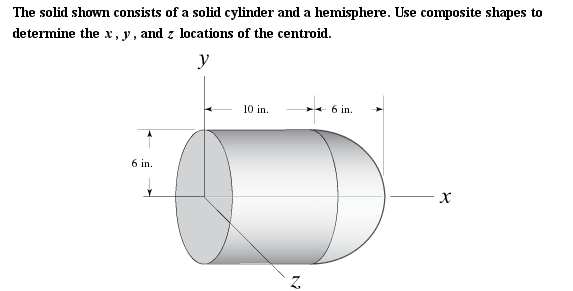 The solid shown consists of a solid cylinder and a hemisphere. Use composite shapes to
determine the x, y, and z locations of the centroid.
y
10 in.
6 in.
6 in.
x
z